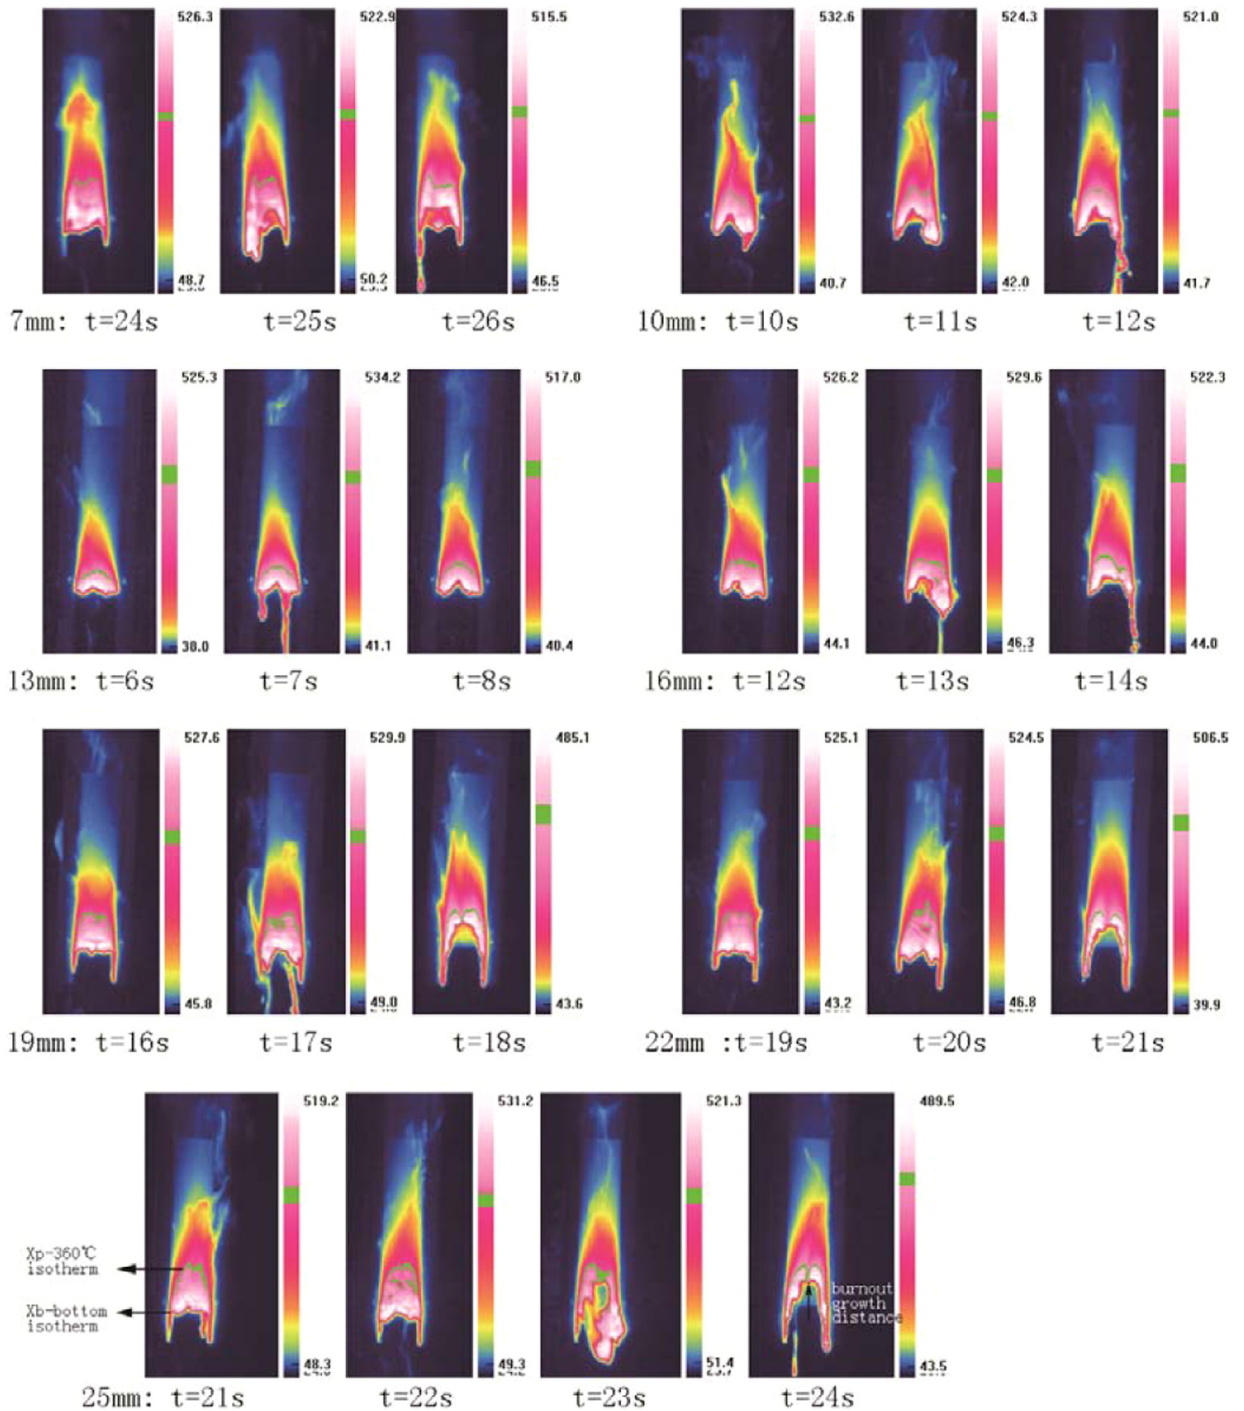 526.3 522.9 515.5 532.6 524.3 521.0
48.7 50.2 46.5 40.7 42.0 41.7
7mm: t=24s t=25s t=26s 10mm: t=10s t=11s t=12s
525.3 534.2 517.0 526.2 529.6 522.3
38.0 41.1 40.4 44.1 46.3 44.0
13mm: t=6s t=7s t=8s 16mm: t=12s t=13s t=14s
527.6 529.9 485.1 525.1 524.5 506.5
45.8 49.0 43.6 43.2 46.8 39.9
19mm: t=16s t=17s t=18s 22mm :t=19s t=20s t=21s
519.2 531.2 521.3 489.5
Xp-360℃
isotherm
Xb-bottom
isotherm
burnout
growth
distance
48.3 49.3 51.4 43.5
25mm: t=21s t=22s t=23s t=24s